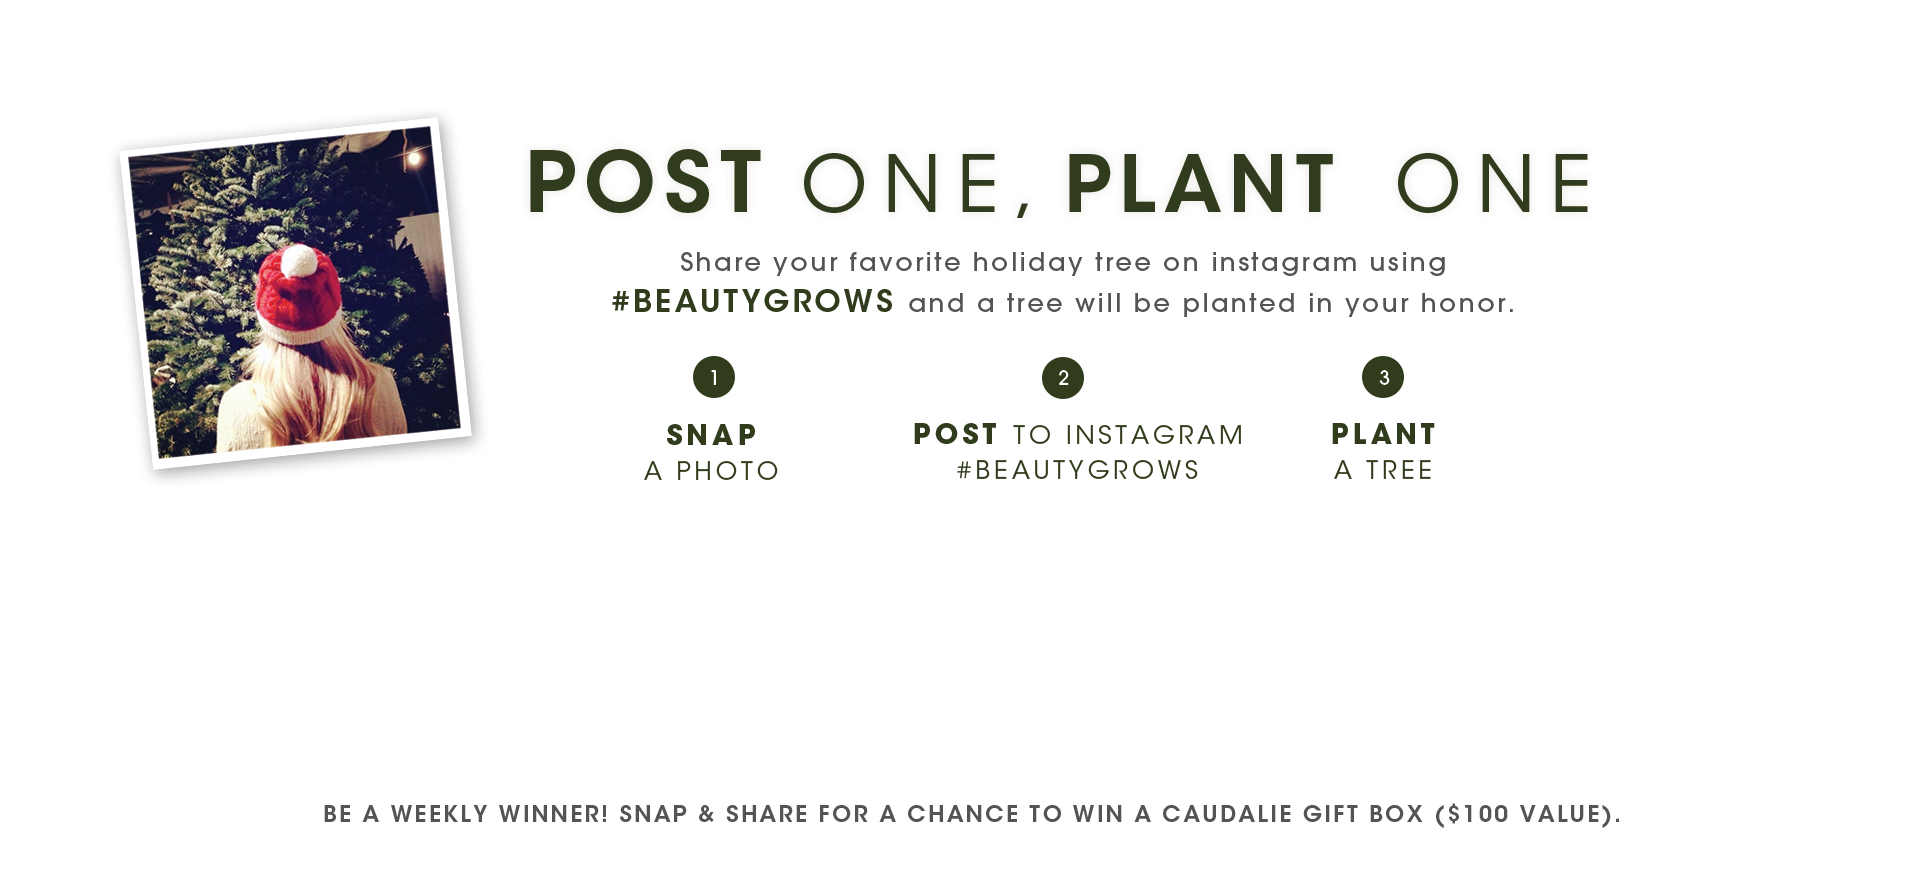 POST ONE, PLANT ONE
Share your favorite holiday tree on instagram using
#BEAUTYGROWS and a tree will be planted in your honor.
1
SNAP
A PHOTO
2
POST TO INSTAGRAM
#BEAUTYGROWS
3
PLANT
A TREE
BE A WEEKLY WINNER! SNAP & SHARE FOR A CHANCE TO WIN A CAUDALIE GIFT BOX ($100 VALUE).